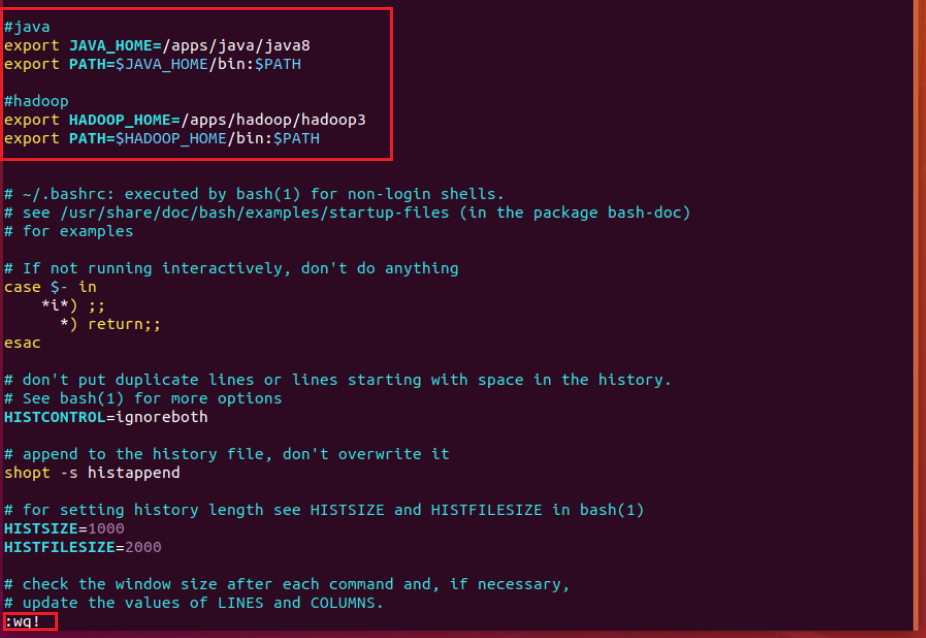 #java
export JAVA_HOME=/apps/java/java8
export PATH=$JAVA_HOME/bin:$PATH
#hadoop
export HADOOP_HOME=/apps/hadoop/hadoop3
export PATH=$HADOOP_HOME/bin:$PATH
# ~/.bashrc: executed by bash(1) for non-login shells.
# see /usr/share/doc/bash/examples/startup-files (in the package bash-doc)
# for examples
# If not running interactively, don't do anything
case $- in
    *i*) ;;
      *) return;;
esac
# don't put duplicate lines or lines starting with space in the history.
# See bash(1) for more options
HISTCONTROL=ignoreboth
# append to the history file, don't overwrite it
shopt -s histappend
# for setting history length see HISTSIZE and HISTFILESIZE in bash(1)
HISTSIZE=1000
HISTFILESIZE=2000
# check the window size after each command and, if necessary,
# update the values of LINES and COLUMNS.
:wq!